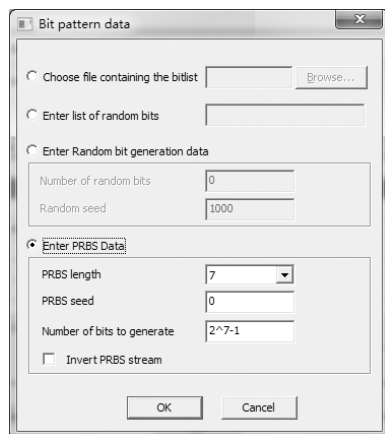 Bit pattern data
Choose file containing the bitlist Browse...
Enter list of random bits
Enter Random bit generation data
Number of random bits 0
Random seed 1000
Enter PRBS Data
PRBS length 7
PRBS seed 0
Number of bits to generate 2^7-1
Invert PRBS stream
OK Cancel